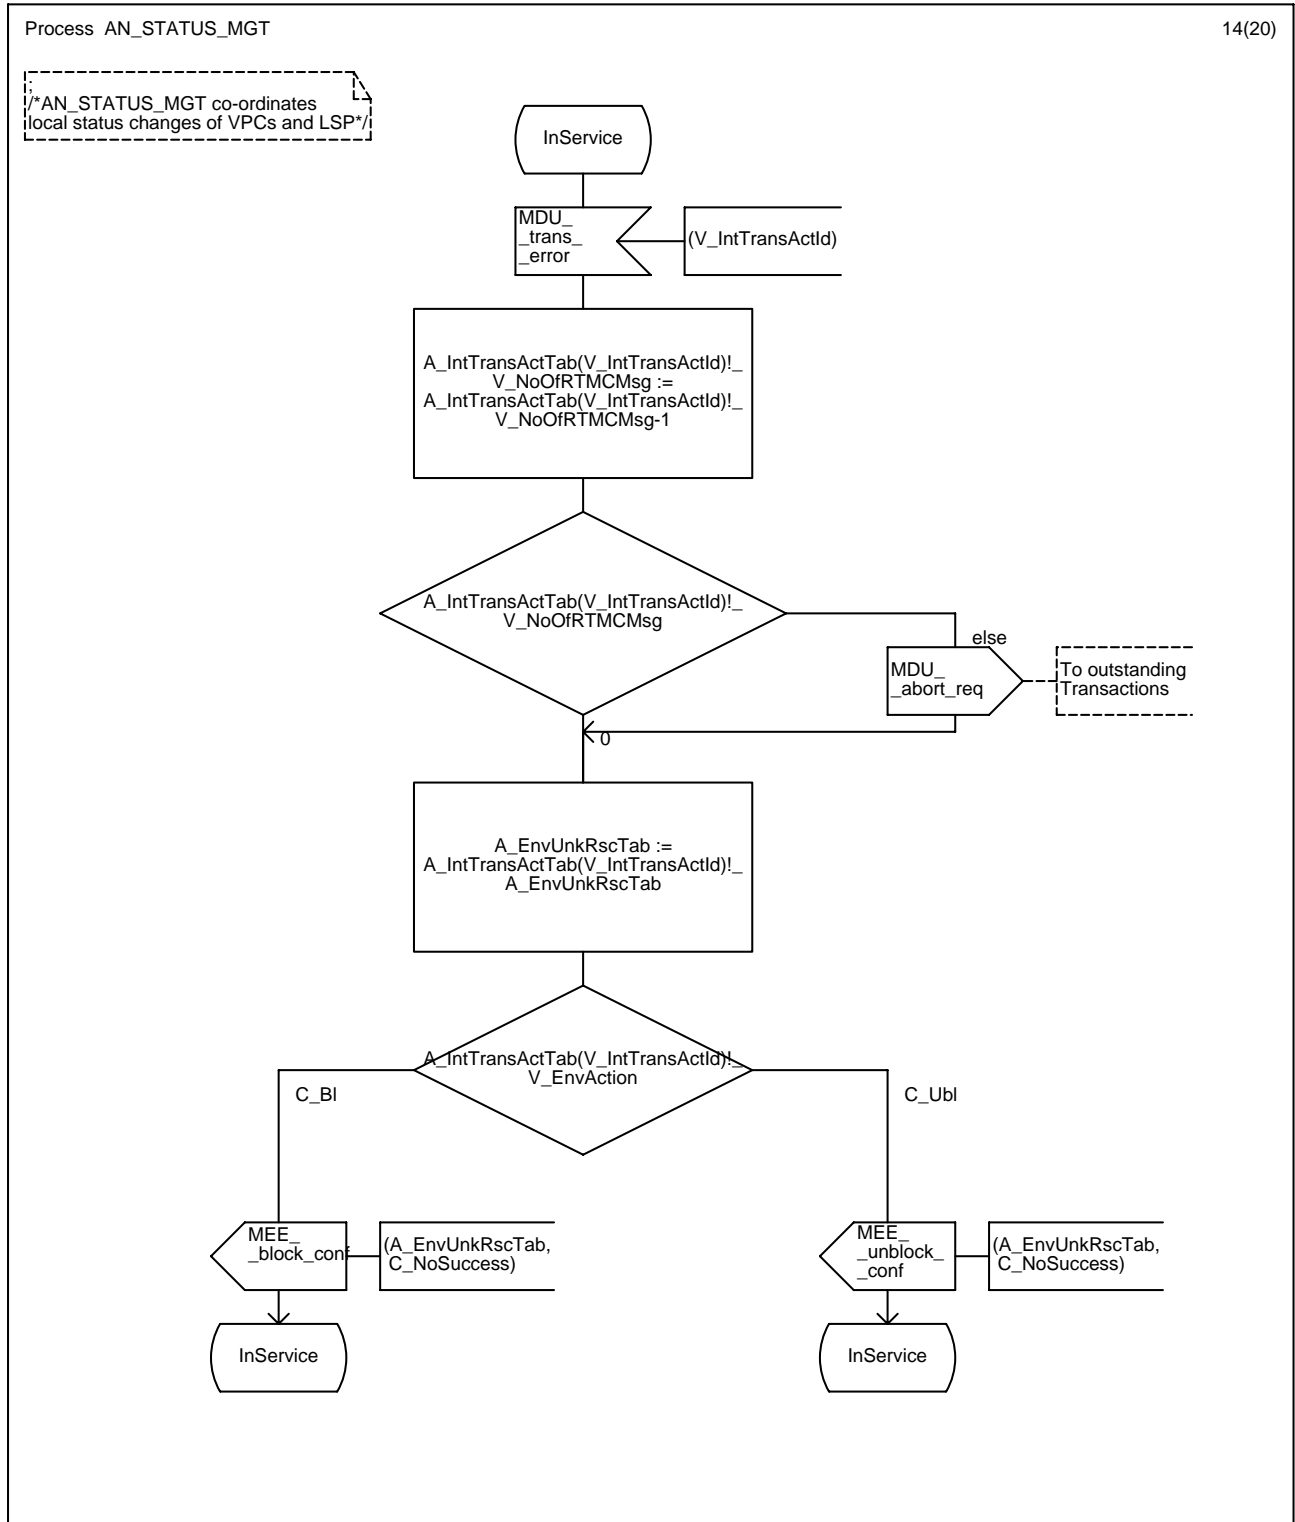 Process AN_STATUS_MGT
14(20)
;
/*AN_STATUS_MGT co-ordinates
local status changes of VPCs and LSP*/
InService
MDU_
_trans_
_error
(V_IntTransActId)
A_IntTransActTab(V_IntTransActId)!_
V_NoOfRTMCMsg :=
A_IntTransActTab(V_IntTransActId)!_
V_NoOfRTMCMsg-1
A_IntTransActTab(V_IntTransActId)!_
V_NoOfRTMCMsg
else
MDU_
_abort_req
To outstanding
Transactions
0
A_EnvUnkRscTab :=
A_IntTransActTab(V_IntTransActId)!_
A_EnvUnkRscTab
A_IntTransActTab(V_IntTransActId)!_
V_EnvAction
C_Bl
C_Ubl
MEE_
_block_conf
(A_EnvUnkRscTab,
C_NoSuccess)
MEE_
_unblock_
_conf
(A_EnvUnkRscTab,
C_NoSuccess)
InService
InService